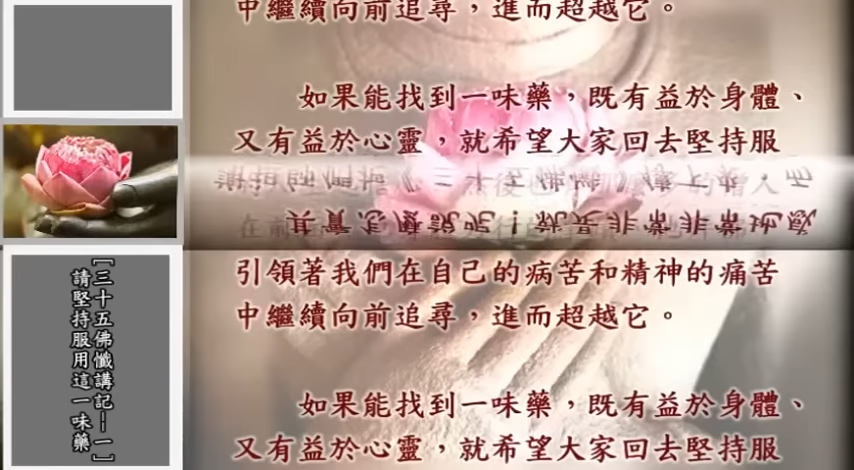 中繼續向前追尋，進而超越它。
如果能找到一味藥，既有益於身體、
又有益於心靈，就希望大家回去堅持服
引領著我們在自己的病苦和精神的痛苦
中繼續向前追尋，進而超越它。
如果能找到一味藥，既有益於身體、
又有益於心靈，就希望大家回去堅持服
[三十五佛懺講記—一]
請堅持服用這一味藥